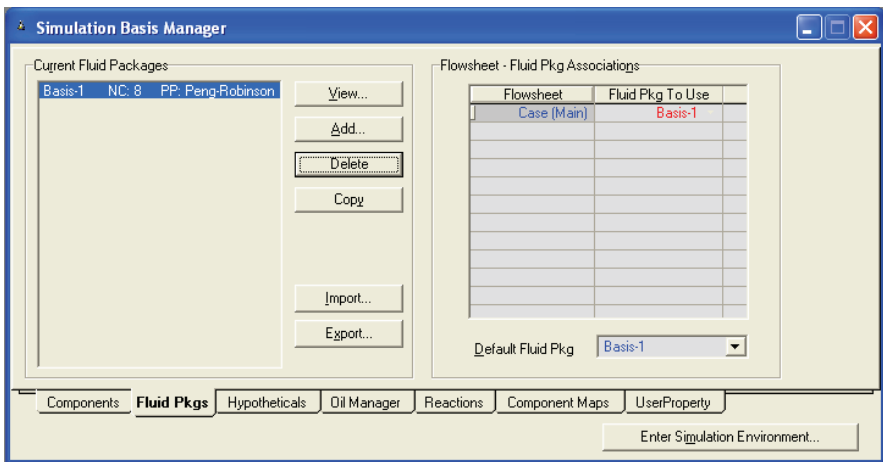 Simulation Basis Manager
Current Fluid Packages
Basis-1 NC: 8 PP: Peng-Robinson
View...
Add...
Delete
Copy
Import...
Export...
Flowsheet - Fluid Pkg Associations
Flowsheet Fluid Pkg To Use
Case (Main) Basis-1
Default Fluid Pkg Basis-1
Components Fluid Pkgs Hypotheticals Oil Manager Reactions Component Maps UserProperty
Enter Simulation Environment...